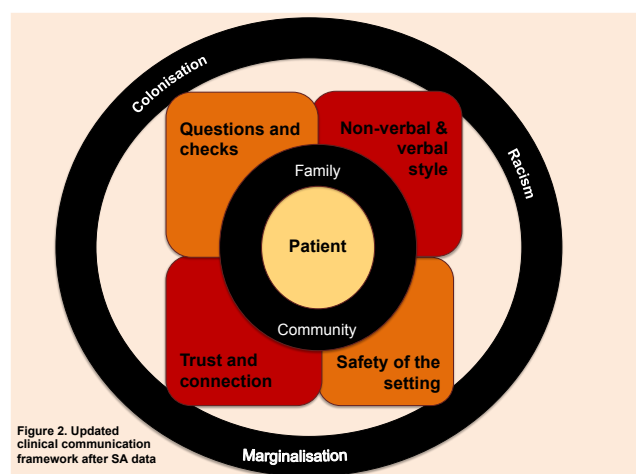 Colonisation
Racism
Questions and
checks
Non-verbal &
verbal
style
Family
Patient
Community
Trust and
connection
Safety of the
setting
Figure 2. Updated
clinical communication
framework after SA data
Marginalisation